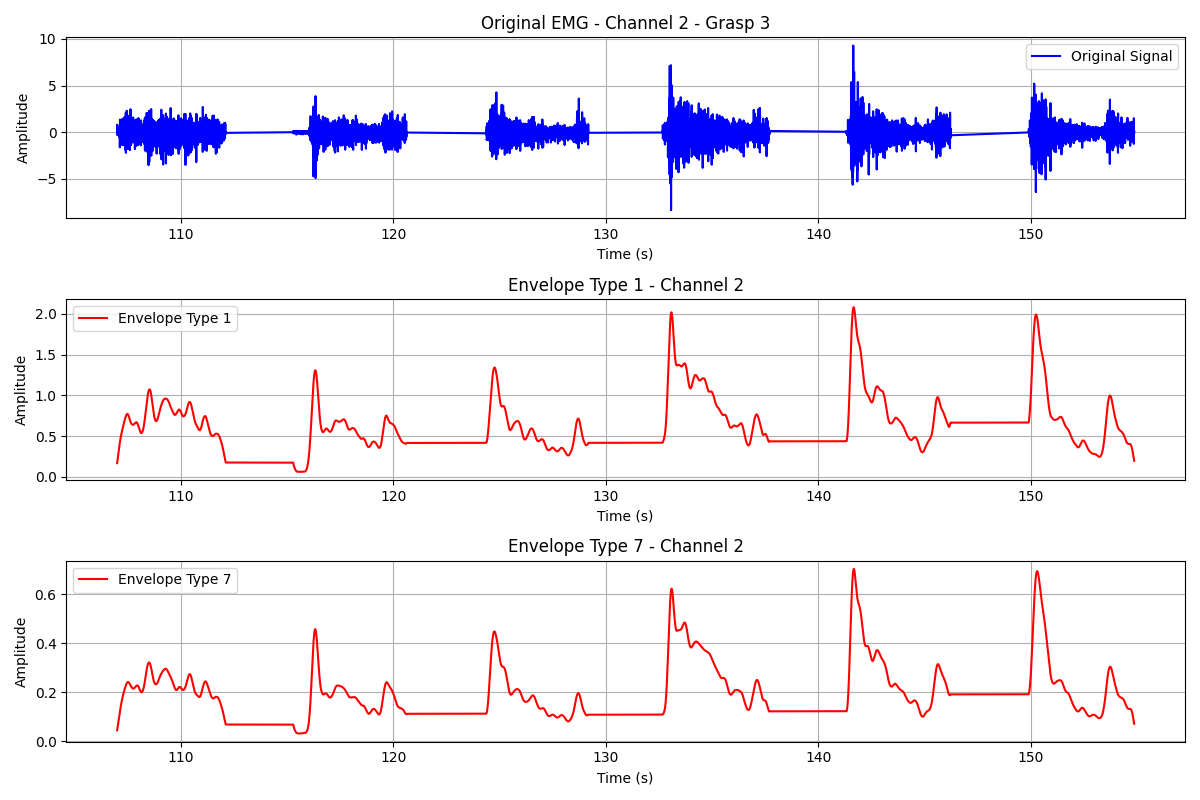 Original EMG - Channel 2 - Grasp 3
10
5
0
−5
Amplitude
Original Signal
110 120 130 140 150
Time (s)
Envelope Type 1 - Channel 2
2.0
1.5
1.0
0.5
0.0
Amplitude
Envelope Type 1
110 120 130 140 150
Time (s)
Envelope Type 7 - Channel 2
0.6
0.4
0.2
0.0
Amplitude
Envelope Type 7
110 120 130 140 150
Time (s)